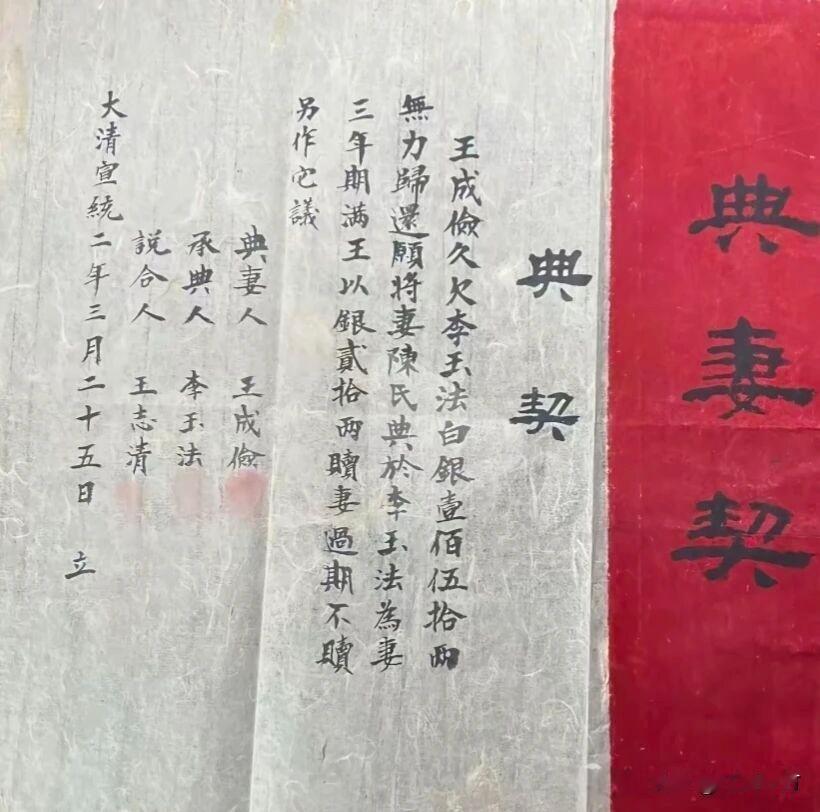 典妻契
典契
王成儉久欠李玉法白銀壹佰伍拾兩
無力歸還願将妻陳氏典於李玉法為妻
三年期满王以銀貳拾兩贖妻過期不贖
另作它議
典妻人 王成儉
承典人 李玉法
説合人 王志清
大清宣統二年三月二十五日 立